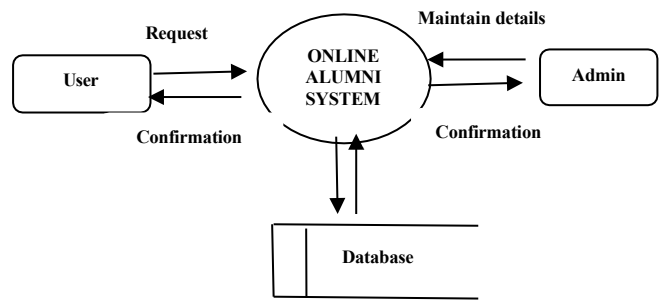 Maintain details
Request
ONLINE
ALUMNI
SYSTEM
User
Admin
Confirmation
Confirmation
Database